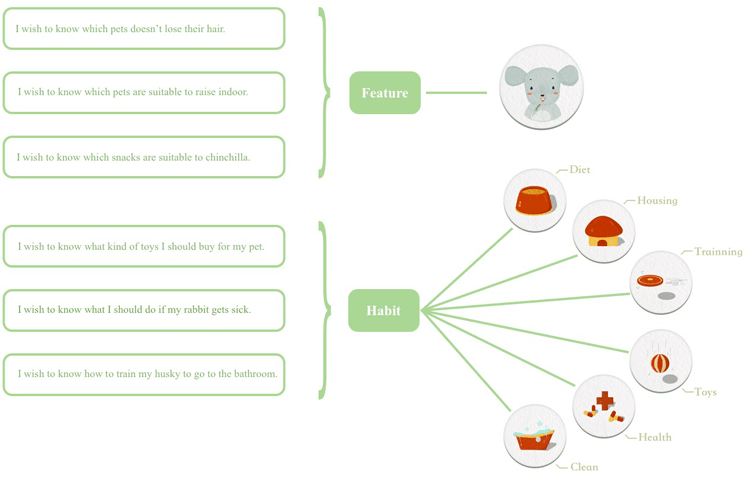 I wish to know which pets doesn't lose their hair.
I wish to know which pets are suitable to raise indoor.
I wish to know which snacks are suitable to chinchilla.
Feature
I wish to know what kind of toys I should buy for my pet.
I wish to know what I should do if my rabbit gets sick.
I wish to know how to train my husky to go to the bathroom.
Habit
Diet
Housing
Trainning
Toys
Health
Clean